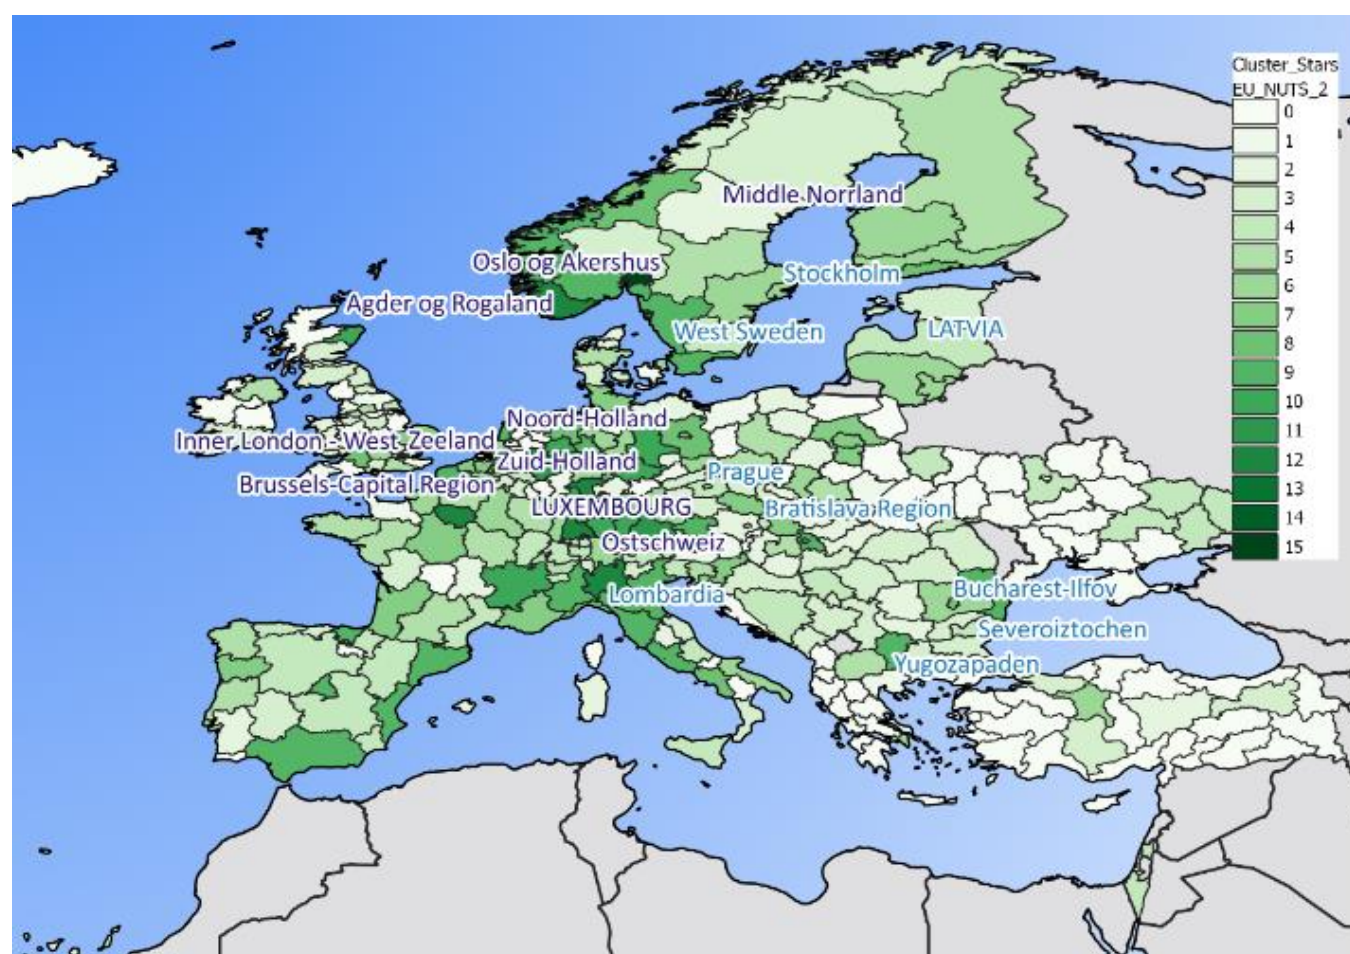 Cluster_Stars
EU_NUTS_2
0
1
2
3
4
5
6
7
8
9
10
11
12
13
14
15
Middle Norrland
Oslo og Akershus
Stockholm
Agder og Rogaland
West Sweden
LATVIA
Noord-Holland
Inner London - West Zeeland
Zuid-Holland
Prague
Brussels-Capital Region
LUXEMBOURG
Bratislava Region
Ostschweiz
Lombardia
Bucharest-Ilfov
Severoiztochen
Yugozapaden